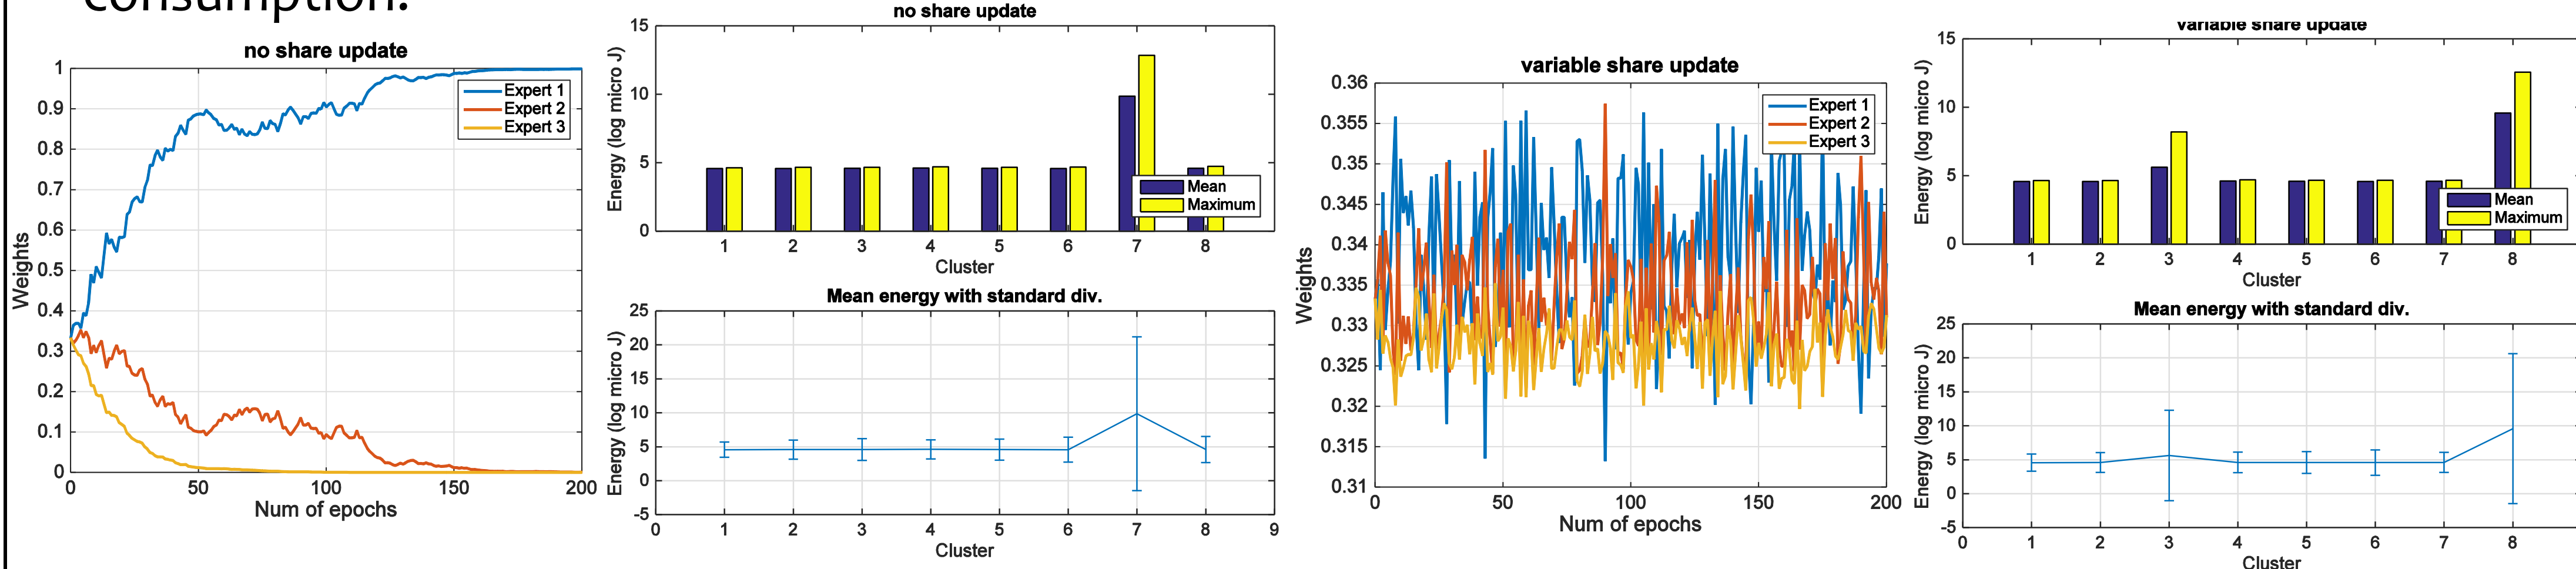 consumption.
no share update
1
0.9
0.8
0.7
0.6
0.5
0.4
0.3
0.2
0.1
0
Weights
Expert 1
Expert 2
Expert 3
0 50 100 150 200
Num of epochs
no share update
15
10
5
0
Energy (log micro J)
Mean
Maximum
1 2 3 4 5 6 7 8
Cluster
Mean energy with standard div.
25
20
15
10
5
0
-5
Energy (log micro J)
0 1 2 3 4 5 6 7 8 9
Cluster
variable share update
0.36
0.355
0.35
0.345
0.34
0.335
0.33
0.325
0.32
0.315
0.31
Weights
Expert 1
Expert 2
Expert 3
0 50 100 150 200
Num of epochs
variable share update
15
10
5
0
Energy (log micro J)
Mean
Maximum
1 2 3 4 5 6 7 8
Cluster
Mean energy with standard div.
25
20
15
10
5
0
-5
Energy (log micro J)
0 1 2 3 4 5 6 7 8
Cluster